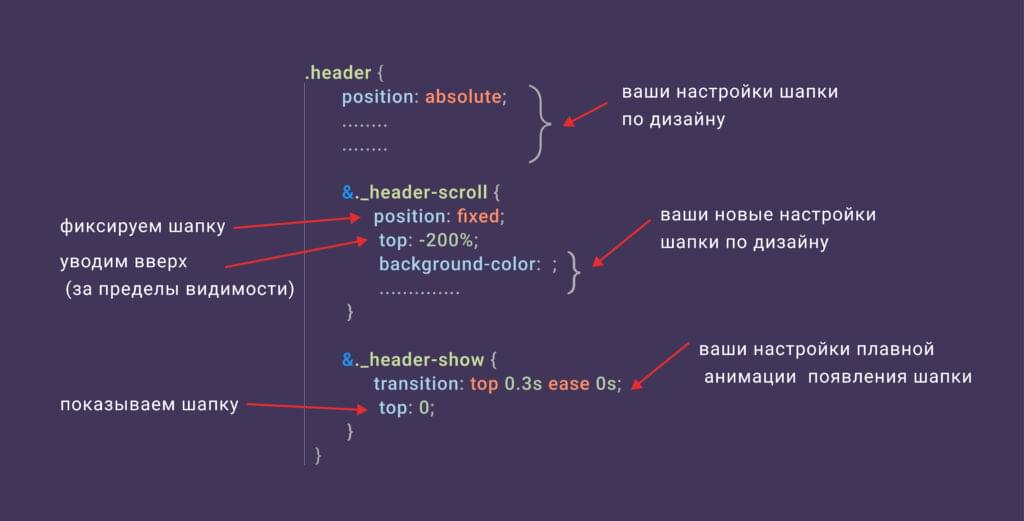 .header {
position: absolute;
........
........
ваши настройки шапки
по дизайну
&._header-scroll {
фиксируем шапку
position: fixed;
уводим вверх
(за пределы видимости)
top: -200%;
background-color: ;
..............
ваши новые настройки
шапки по дизайну
}
&._header-show {
transition: top 0.3s ease 0s;
ваши настройки плавной
анимации появления шапки
показываем шапку
top: 0;
}
}